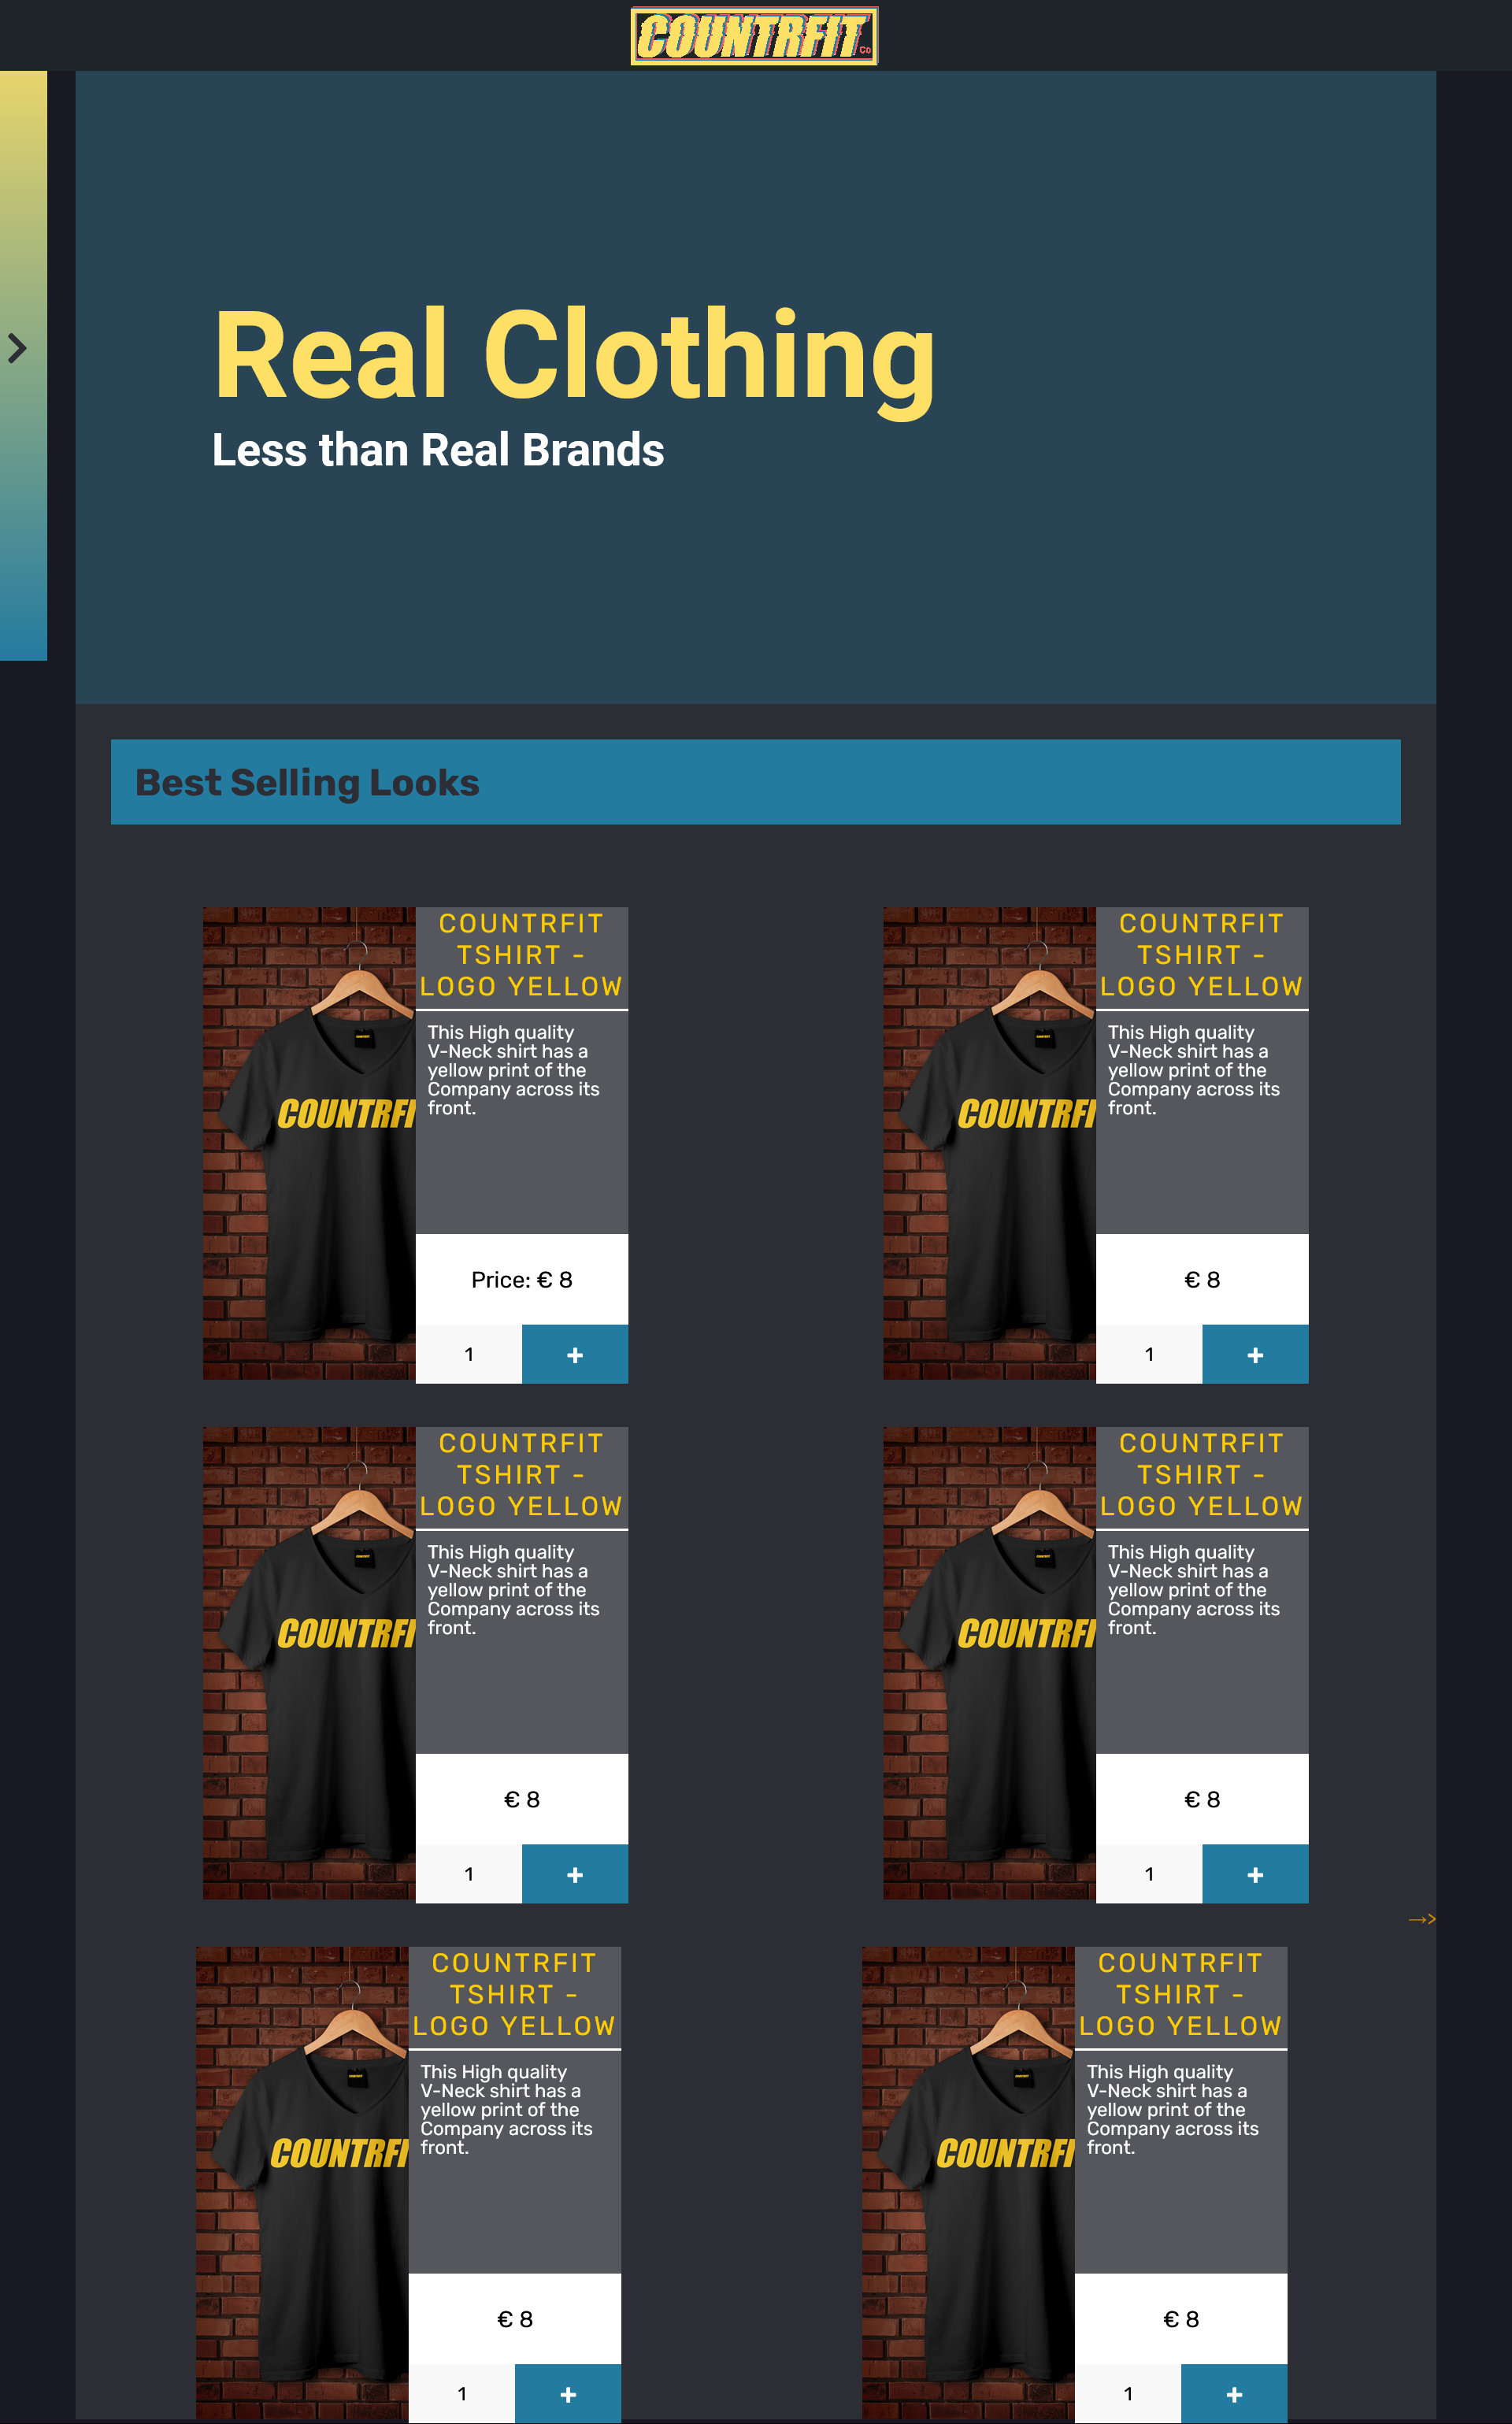 COUNTRFIT
Co
Real Clothing
Less than Real Brands
Best Selling Looks
COUNTRFI
COUNTRFIT
TSHIRT -
LOGO YELLOW
This High quality
V-Neck shirt has a
yellow print of the
Company across its
front.
Price: € 8
1
+
COUNTRFI
COUNTRFIT
TSHIRT -
LOGO YELLOW
This High quality
V-Neck shirt has a
yellow print of the
Company across its
front.
€ 8
1
+
COUNTRFI
COUNTRFIT
TSHIRT -
LOGO YELLOW
This High quality
V-Neck shirt has a
yellow print of the
Company across its
front.
€ 8
1
+
COUNTRFI
COUNTRFIT
TSHIRT -
LOGO YELLOW
This High quality
V-Neck shirt has a
yellow print of the
Company across its
front.
€ 8
1
+
-->
COUNTRFI
COUNTRFIT
TSHIRT -
LOGO YELLOW
This High quality
V-Neck shirt has a
yellow print of the
Company across its
front.
€ 8
1
+
COUNTRFI
COUNTRFIT
TSHIRT -
LOGO YELLOW
This High quality
V-Neck shirt has a
yellow print of the
Company across its
front.
€ 8
1
+